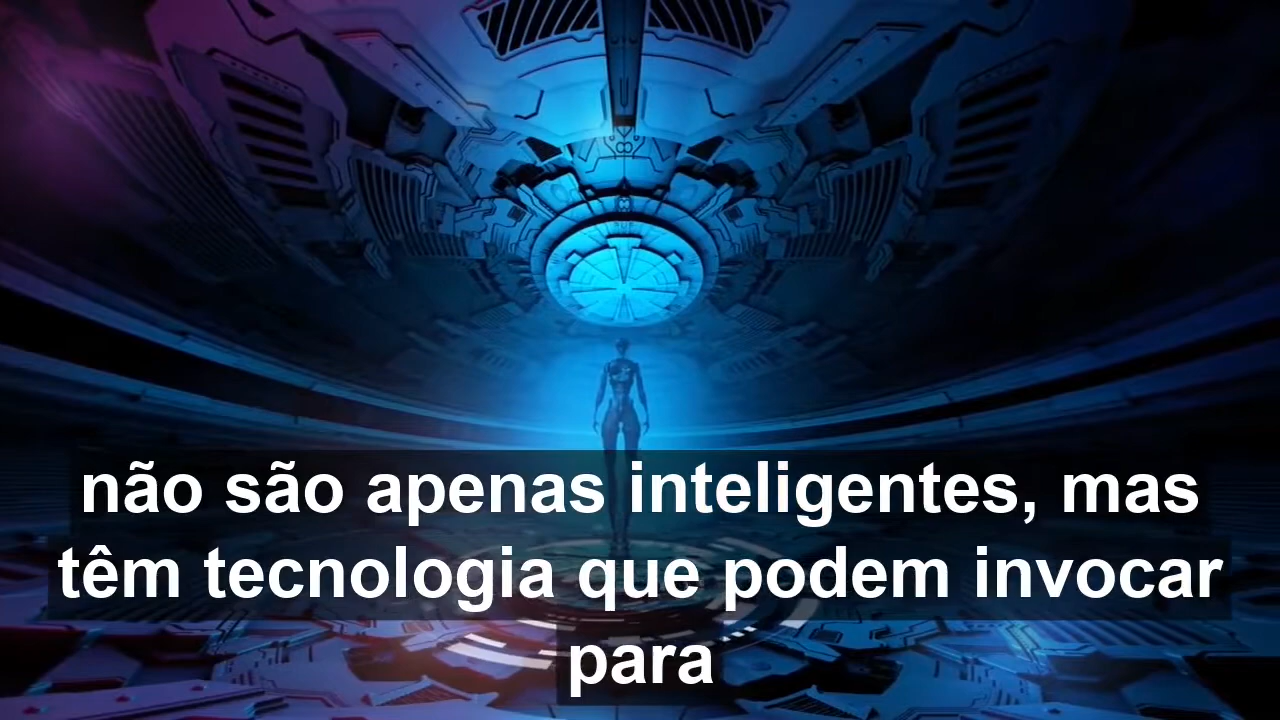 não são apenas inteligentes, mas
têm tecnologia que podem invocar
para